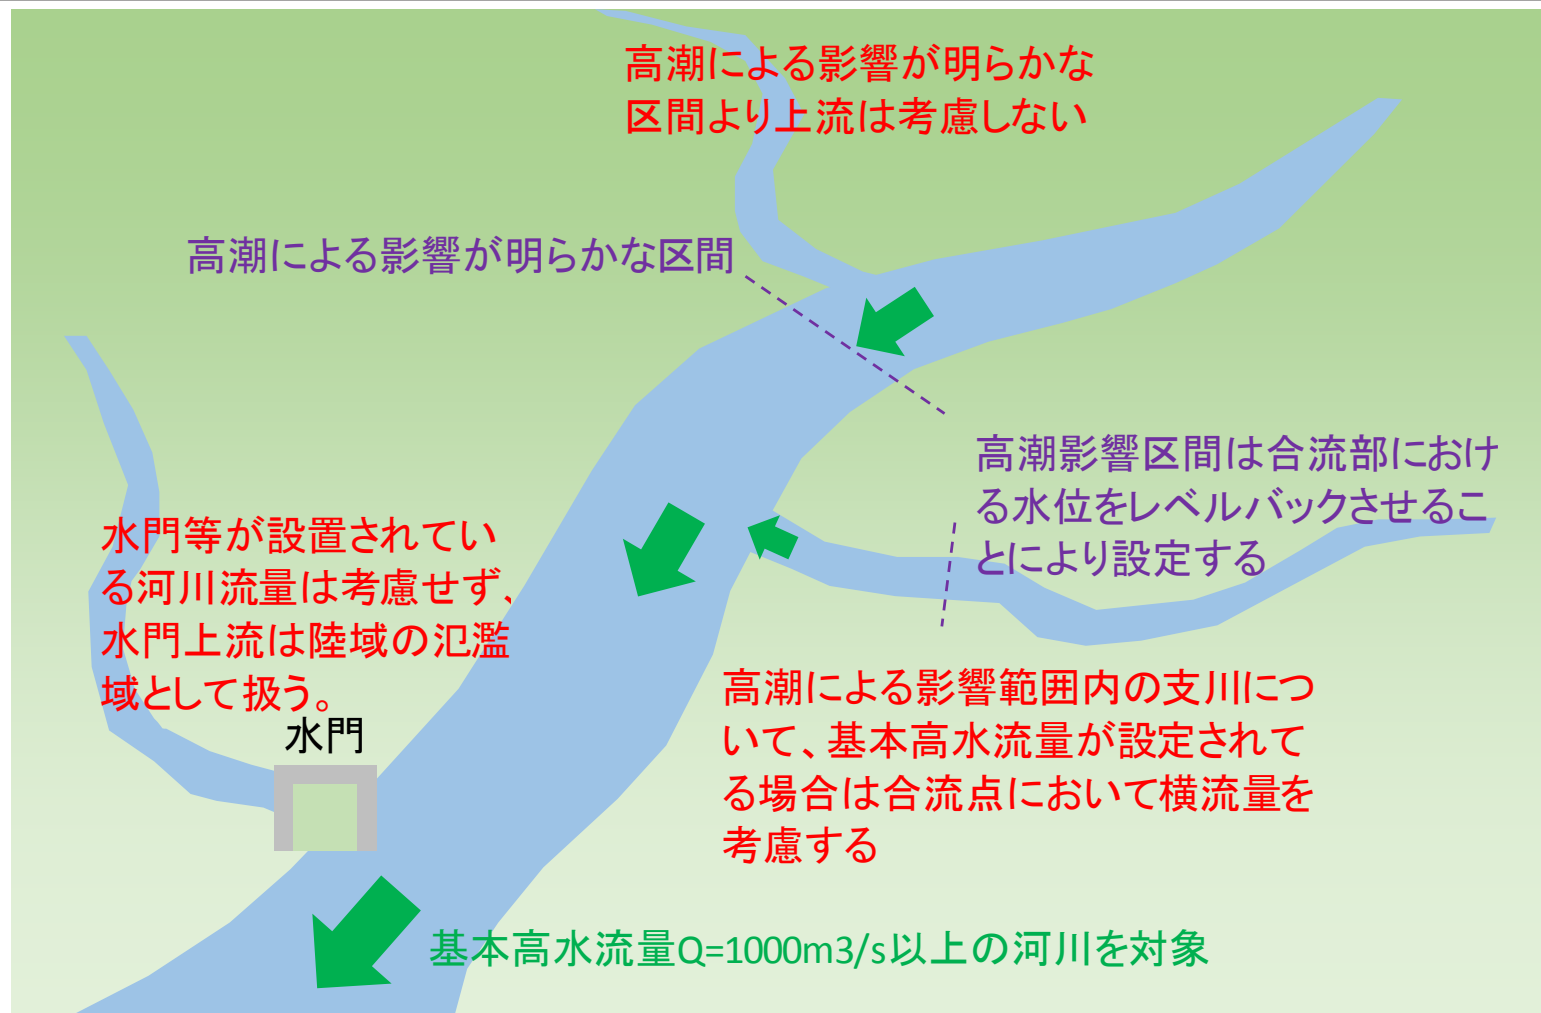 高潮による影響が明らかな
区間より上流は考慮しない
高潮による影響が明らかな区間
高潮影響区間は合流部におけ
る水位をレベルバックさせるこ
とにより設定する
水門等が設置されてい
る河川流量は考慮せず、
水門上流は陸域の氾濫
域として扱う。
水門
高潮による影響範囲内の支川につ
いて、基本高水流量が設定されて
る場合は合流点において横流量を
考慮する
基本高水流量Q=1000m3/s以上の河川を対象